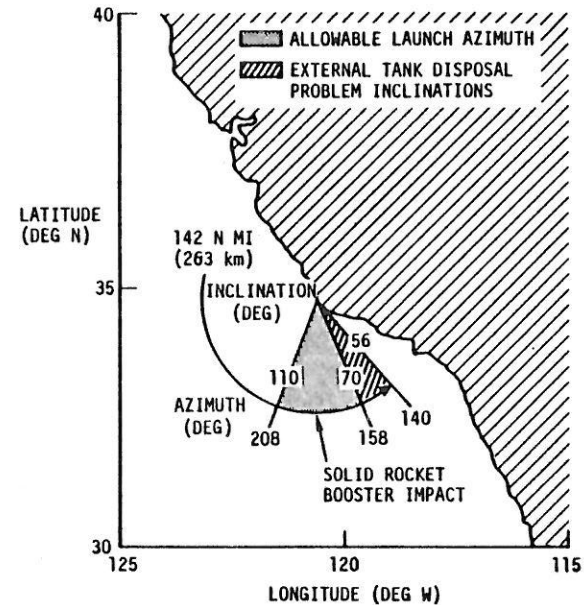 40
ALLOWABLE LAUNCH AZIMUTH
EXTERNAL TANK DISPOSAL
PROBLEM INCLINATIONS
LATITUDE
(DEG N)
142 N MI
(263 km)
35
INCLINATION
(DEG)
56
110
70
AZIMUTH
(DEG)
140
208
158
SOLID ROCKET
BOOSTER IMPACT
30
125
120
115
LONGITUDE (DEG W)